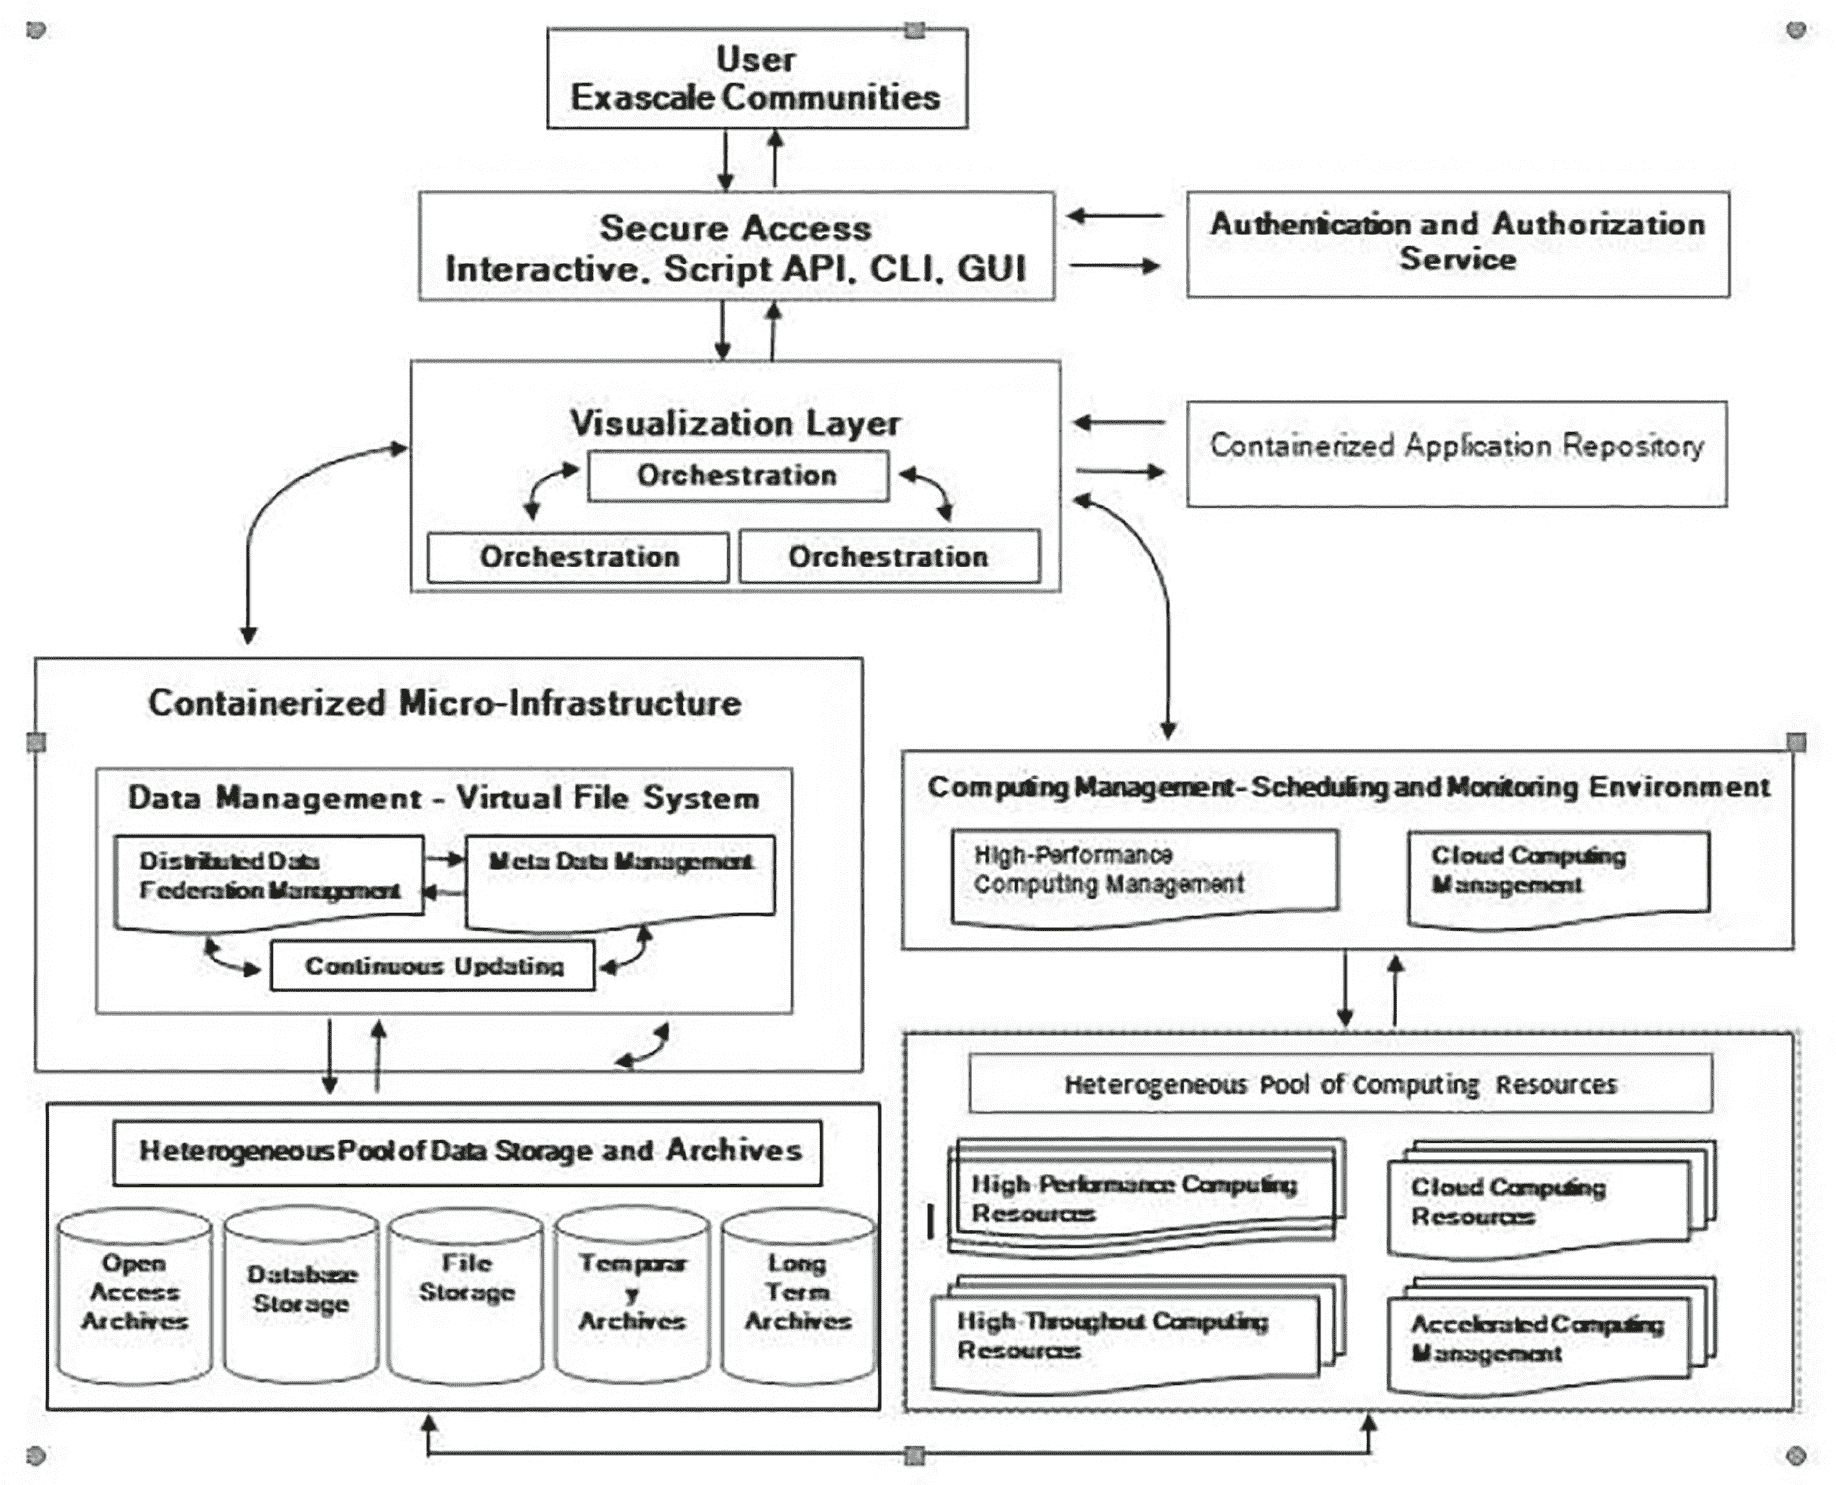 User
Exascale Communities
Secure Access
Interactive. Script API. CLI. GUI
Authentication and Authorization
Service
Visualization Layer
Orchestration
Orchestration
Orchestration
Containerized Application Repository
Containerized Micro-Infrastructure
Data Management - Virtual File System
Distributed Data
Federation Management
Meta Data Management
Continuous Updating
Computing Management- Scheduling and Monitoring Environment
High-Performance
Computing Management
Cloud Computing
Management
Heterogeneous Pool of Data Storage and Archives
Open
Access
Archives
Database
Storage
File
Storage
Temporar
y
Archives
Long
Term
Archives
Heterogeneous Pool of Computing Resources
High-Performance Computing
Resources
Cloud Computing
Resources
High-Throughout Computing
Resources
Accelerated Computing
Management